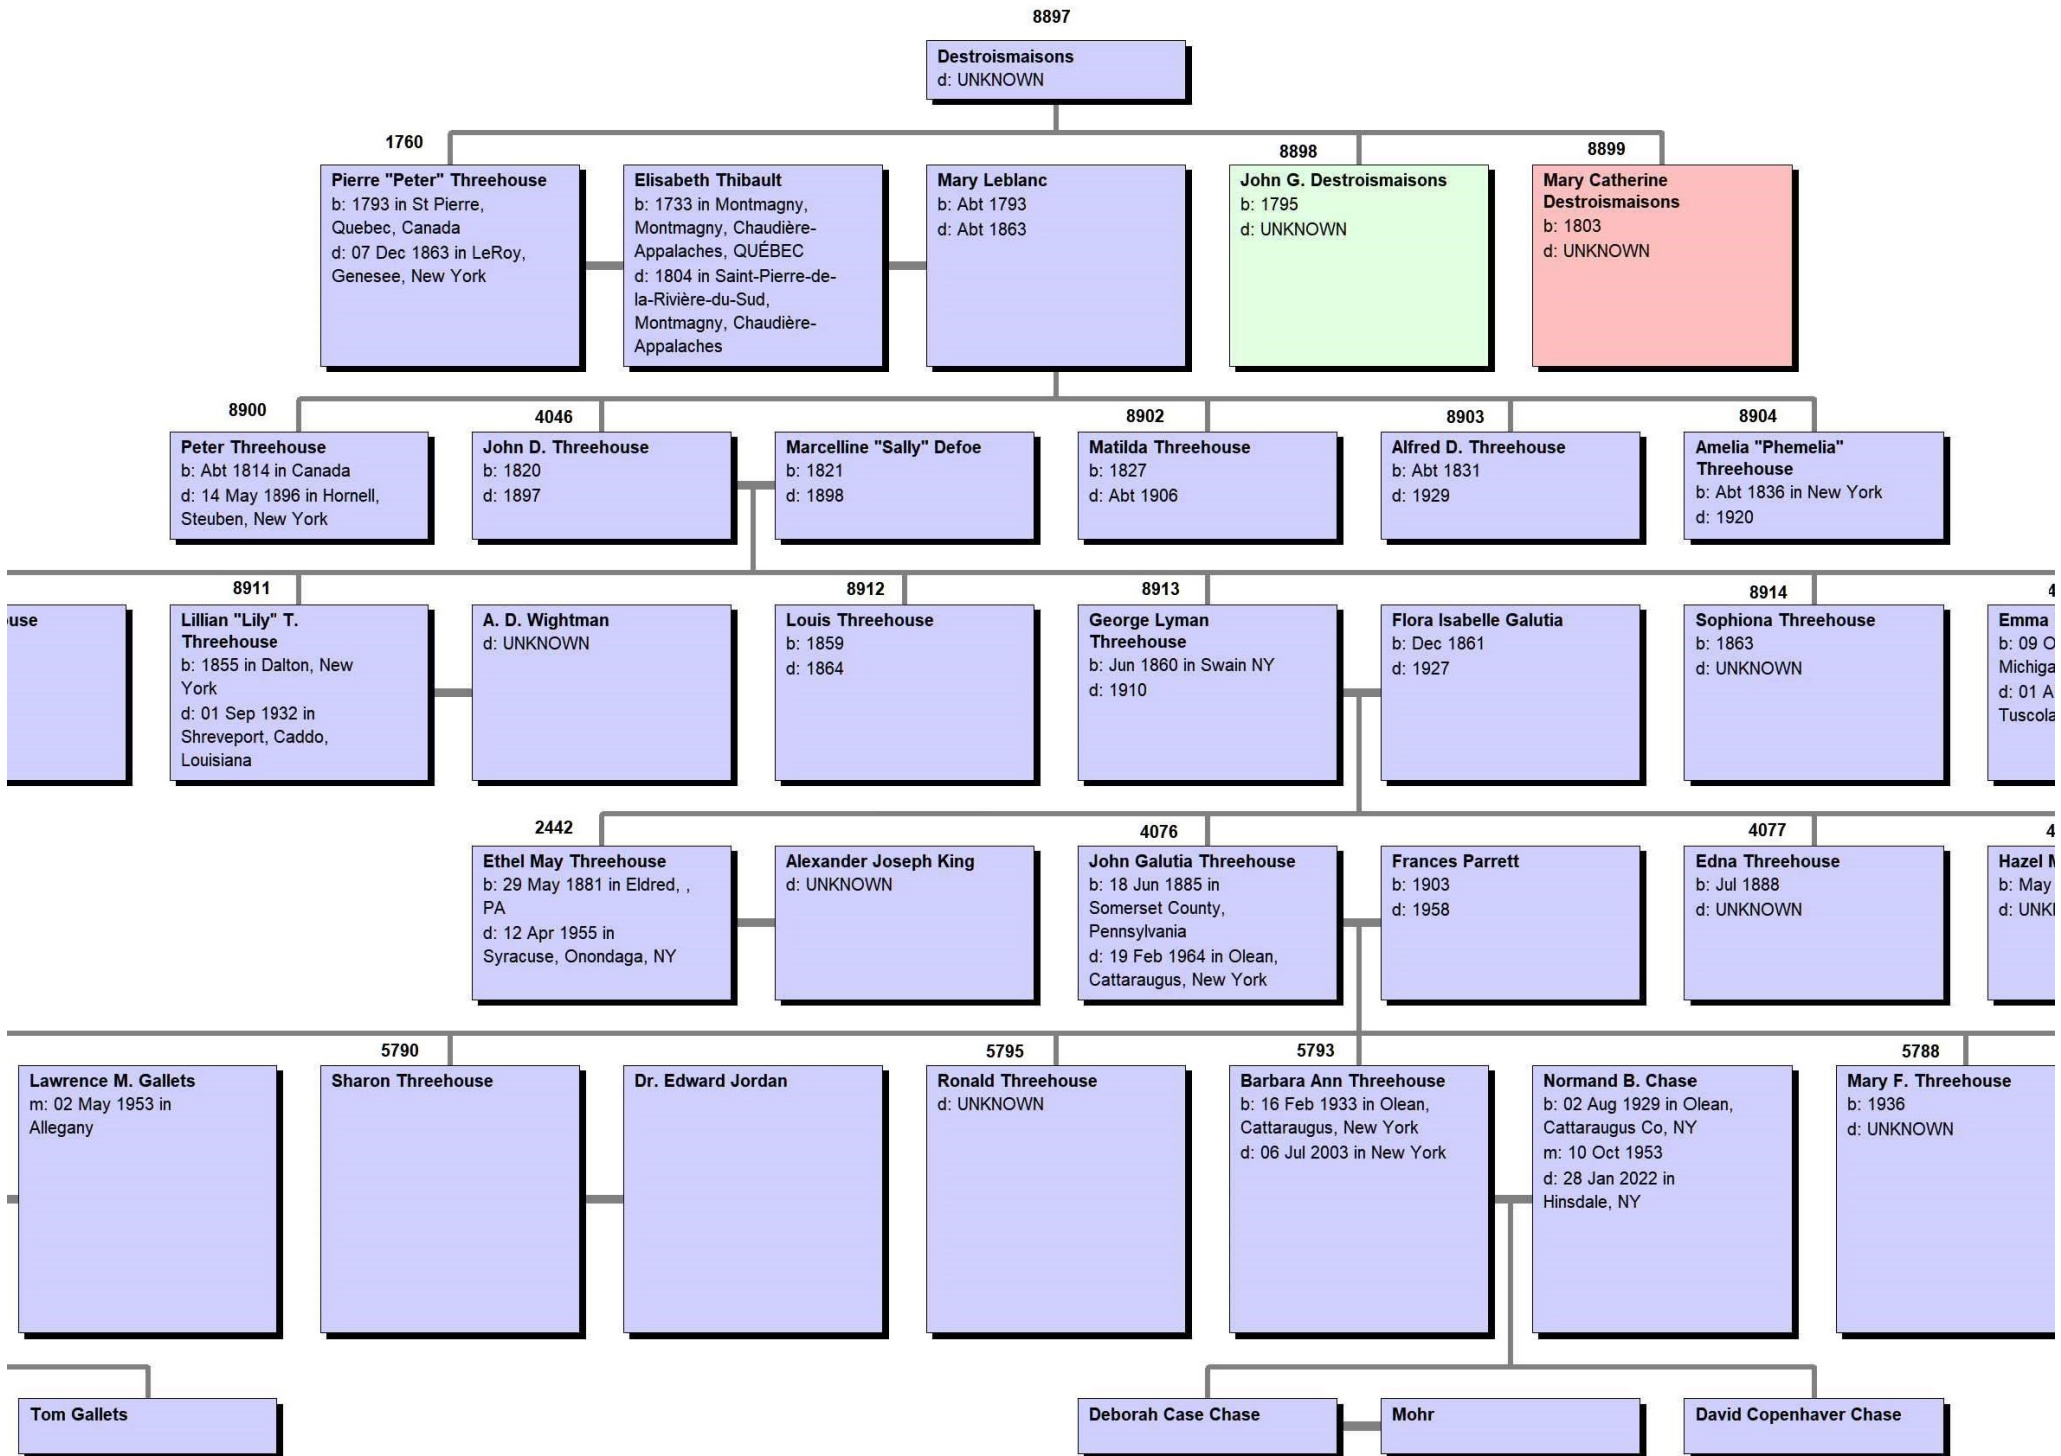 8897
Destroismaisons
d: UNKNOWN
1760
Pierre "Peter" Threehouse
b: 1793 in St Pierre,
Quebec, Canada
d: 07 Dec 1863 in LeRoy,
Genesee, New York
Elisabeth Thibault
b: 1733 in Montmagny,
Montmagny, Chaudière-
Appalaches, QUÉBEC
d: 1804 in Saint-Pierre-de-
la-Rivière-du-Sud,
Montmagny, Chaudière-
Appalaches
Mary Leblanc
b: Abt 1793
d: Abt 1863
8898
John G. Destroismaisons
b: 1795
d: UNKNOWN
8899
Mary Catherine
Destroismaisons
b: 1803
d: UNKNOWN
8900
Peter Threehouse
b: Abt 1814 in Canada
d: 14 May 1896 in Hornell,
Steuben, New York
4046
John D. Threehouse
b: 1820
d: 1897
Marcelline "Sally" Defoe
b: 1821
d: 1898
8902
Matilda Threehouse
b: 1827
d: Abt 1906
8903
Alfred D. Threehouse
b: Abt 1831
d: 1929
8904
Amelia "Phemelia"
Threehouse
b: Abt 1836 in New York
d: 1920
use
8911
Lillian "Lily" T.
Threehouse
b: 1855 in Dalton, New
York
d: 01 Sep 1932 in
Shreveport, Caddo,
Louisiana
A. D. Wightman
d: UNKNOWN
8912
Louis Threehouse
b: 1859
d: 1864
8913
George Lyman
Threehouse
b: Jun 1860 in Swain NY
d: 1910
Flora Isabelle Galutia
b: Dec 1861
d: 1927
8914
Sophiona Threehouse
b: 1863
d: UNKNOWN
4
Emma
b: 09 O
Michiga
d: 01 A
Tuscola
2442
Ethel May Threehouse
b: 29 May 1881 in Eldred, ,
PA
d: 12 Apr 1955 in
Syracuse, Onondaga, NY
Alexander Joseph King
d: UNKNOWN
4076
John Galutia Threehouse
b: 18 Jun 1885 in
Somerset County,
Pennsylvania
d: 19 Feb 1964 in Olean,
Cattaraugus, New York
Frances Parrett
b: 1903
d: 1958
4077
Edna Threehouse
b: Jul 1888
d: UNKNOWN
4
Hazel M
b: May
d: UNK
Lawrence M. Gallets
m: 02 May 1953 in
Allegany
5790
Sharon Threehouse
Dr. Edward Jordan
5795
Ronald Threehouse
d: UNKNOWN
5793
Barbara Ann Threehouse
b: 16 Feb 1933 in Olean,
Cattaraugus, New York
d: 06 Jul 2003 in New York
Normand B. Chase
b: 02 Aug 1929 in Olean,
Cattaraugus Co, NY
m: 10 Oct 1953
d: 28 Jan 2022 in
Hinsdale, NY
5788
Mary F. Threehouse
b: 1936
d: UNKNOWN
Tom Gallets
Deborah Case Chase
Mohr
David Copenhaver Chase